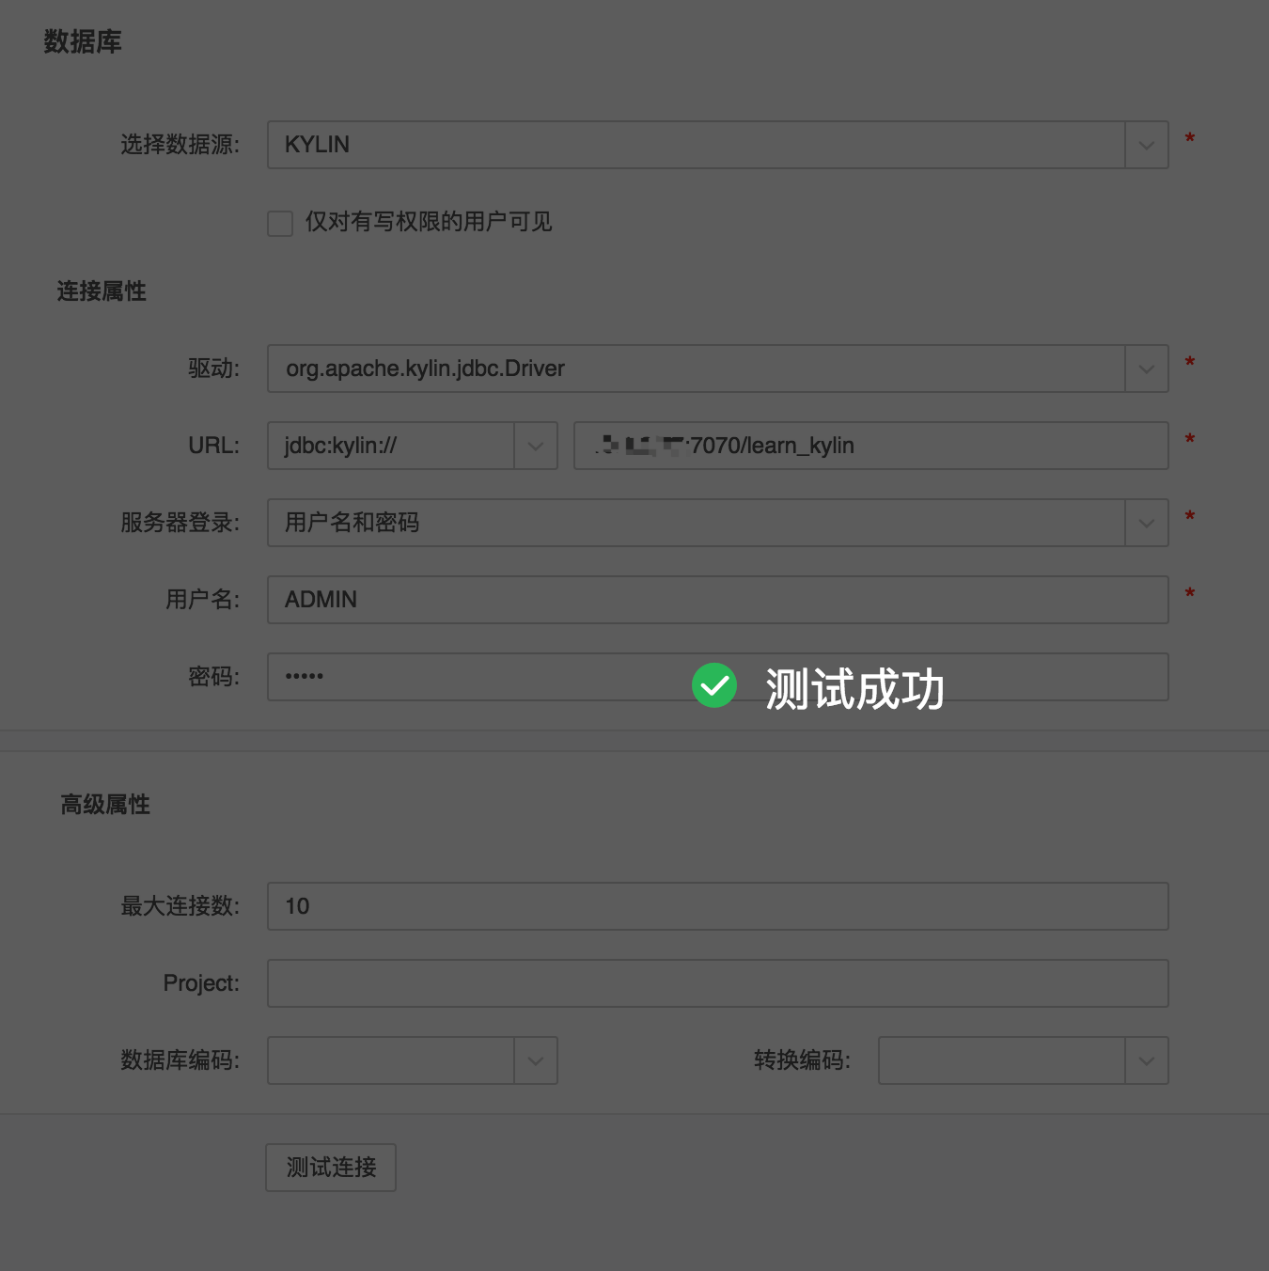 数据库
选择数据源: KYLIN *
仅对有写权限的用户可见
连接属性
驱动: org.apache.kylin.jdbc.Driver *
URL: jdbc:kylin:// :7070/learn_kylin *
服务器登录: 用户名和密码 *
用户名: ADMIN *
密码: •••••
测试成功
高级属性
最大连接数: 10
Project:
数据库编码: 转换编码:
测试连接